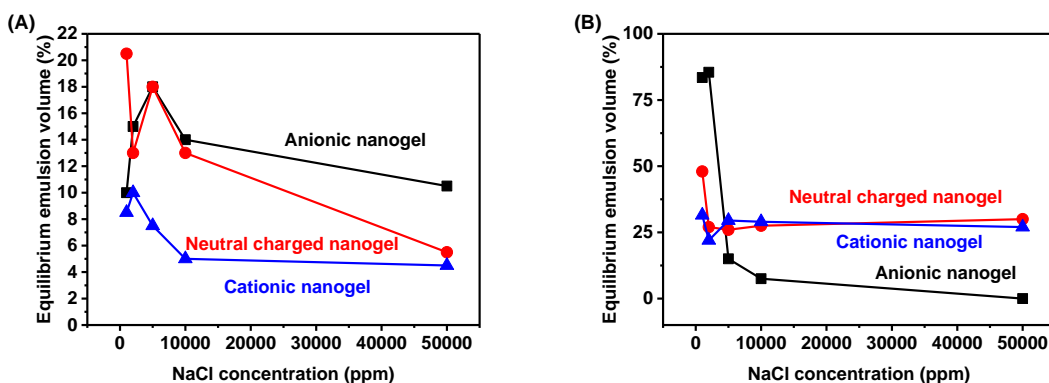 (A)
Equilibrium emulsion volume (%)
22
20
18
16
14
12
10
8
6
4
2
0
Anionic nanogel
Neutral charged nanogel
Cationic nanogel
0 10000 20000 30000 40000 50000
NaCl concentration (ppm)
(B)
Equilibrium emulsion volume (%)
100
75
50
25
0
Neutral charged nanogel
Cationic nanogel
Anionic nanogel
0 10000 20000 30000 40000 50000
NaCl concentration (ppm)